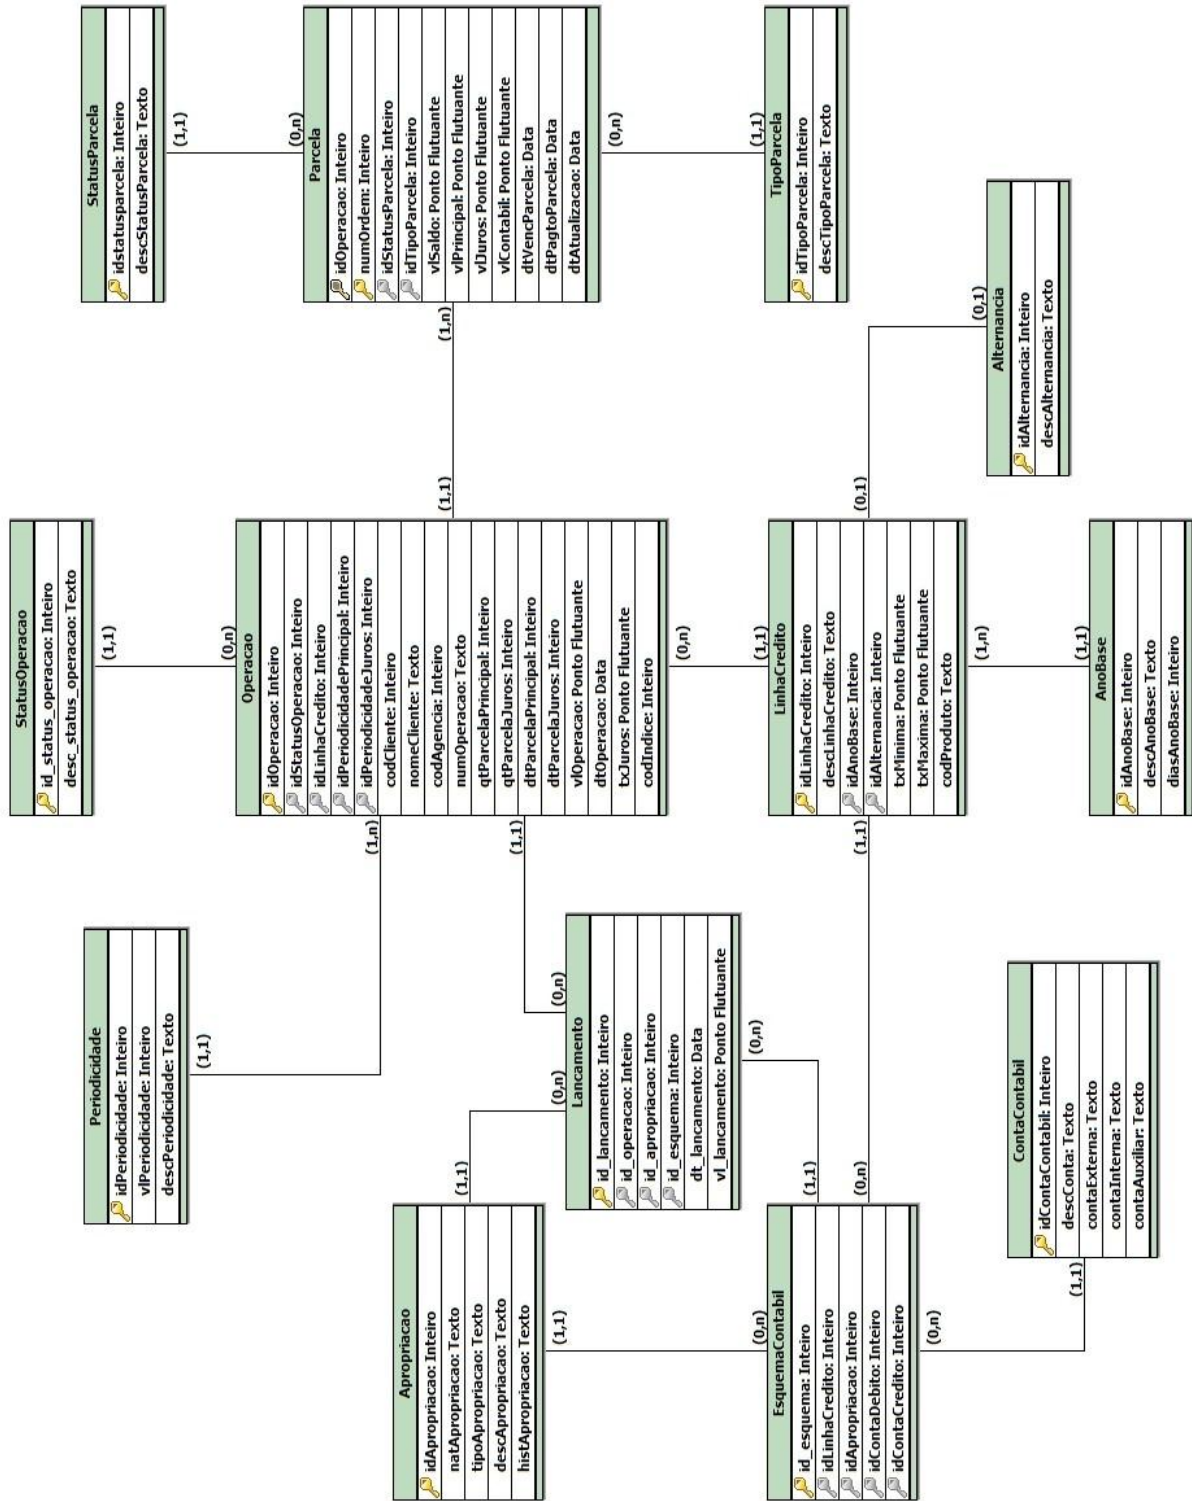 StatusOperacao
id_status_operacao: Inteiro
desc_status_operacao: Texto
(1,1)
(0,n)
Periodicidade
idPeriodicidade: Inteiro
vlPeriodicidade: Inteiro
descPeriodicidade: Texto
(1,1)
(1,n)
StatusParcela
idstatusparcela: Inteiro
descStatusParcela: Texto
(1,1)
(0,n)
Operacao
idOperacao: Inteiro
idStatusOperacao: Inteiro
idLinhaCredito: Inteiro
idPeriodicidadePrincipal: Inteiro
idPeriodicidadeJuros: Inteiro
codCliente: Inteiro
nomeCliente: Texto
codAgencia: Inteiro
numOperacao: Texto
qtParcelaPrincipal: Inteiro
qtParcelaJuros: Inteiro
dtParcelaPrincipal: Inteiro
dtParcelaJuros: Inteiro
vlOperacao: Ponto Flutuante
dtOperacao: Data
txJuros: Ponto Flutuante
codIndice: Inteiro
(1,1)
(1,n)
Parcela
idOperacao: Inteiro
numOrdem: Inteiro
idStatusParcela: Inteiro
idTipoParcela: Inteiro
vlSaldo: Ponto Flutuante
vlPrincipal: Ponto Flutuante
vlJuros: Ponto Flutuante
vlContabil: Ponto Flutuante
dtVencParcela: Data
dtPagtoParcela: Data
dtAtualizacao: Data
(0,n)
(1,1)
TipoParcela
idTipoParcela: Inteiro
descTipoParcela: Texto
Apropriacao
idApropriacao: Inteiro
natApropriacao: Texto
tipoApropriacao: Texto
descApropriacao: Texto
histApropriacao: Texto
(1,1)
(0,n)
(1,1)
(0,n)
Lancamento
id_lancamento: Inteiro
id_operacao: Inteiro
id_apropriacao: Inteiro
id_esquema: Inteiro
dt_lancamento: Data
vl_lancamento: Ponto Flutuante
(0,n)
(1,1)
(0,n)
(1,1)
EsquemaContabil
id_esquema: Inteiro
idLinhaCredito: Inteiro
idApropriacao: Inteiro
idContaDebito: Inteiro
idContaCredito: Inteiro
(0,n)
(1,1)
(0,n)
(1,1)
ContaContabil
idContaContabil: Inteiro
descConta: Texto
contaExterna: Texto
contaInterna: Texto
contaAuxiliar: Texto
(0,n)
(1,1)
LinhaCredito
idLinhaCredito: Inteiro
descLinhaCredito: Texto
idAnoBase: Inteiro
idAlternancia: Inteiro
txMinima: Ponto Flutuante
txMaxima: Ponto Flutuante
codProduto: Texto
(0,1)
(0,1)
Alternancia
idAlternancia: Inteiro
descAlternancia: Texto
(1,n)
(1,1)
AnoBase
idAnoBase: Inteiro
descAnoBase: Texto
diasAnoBase: Inteiro